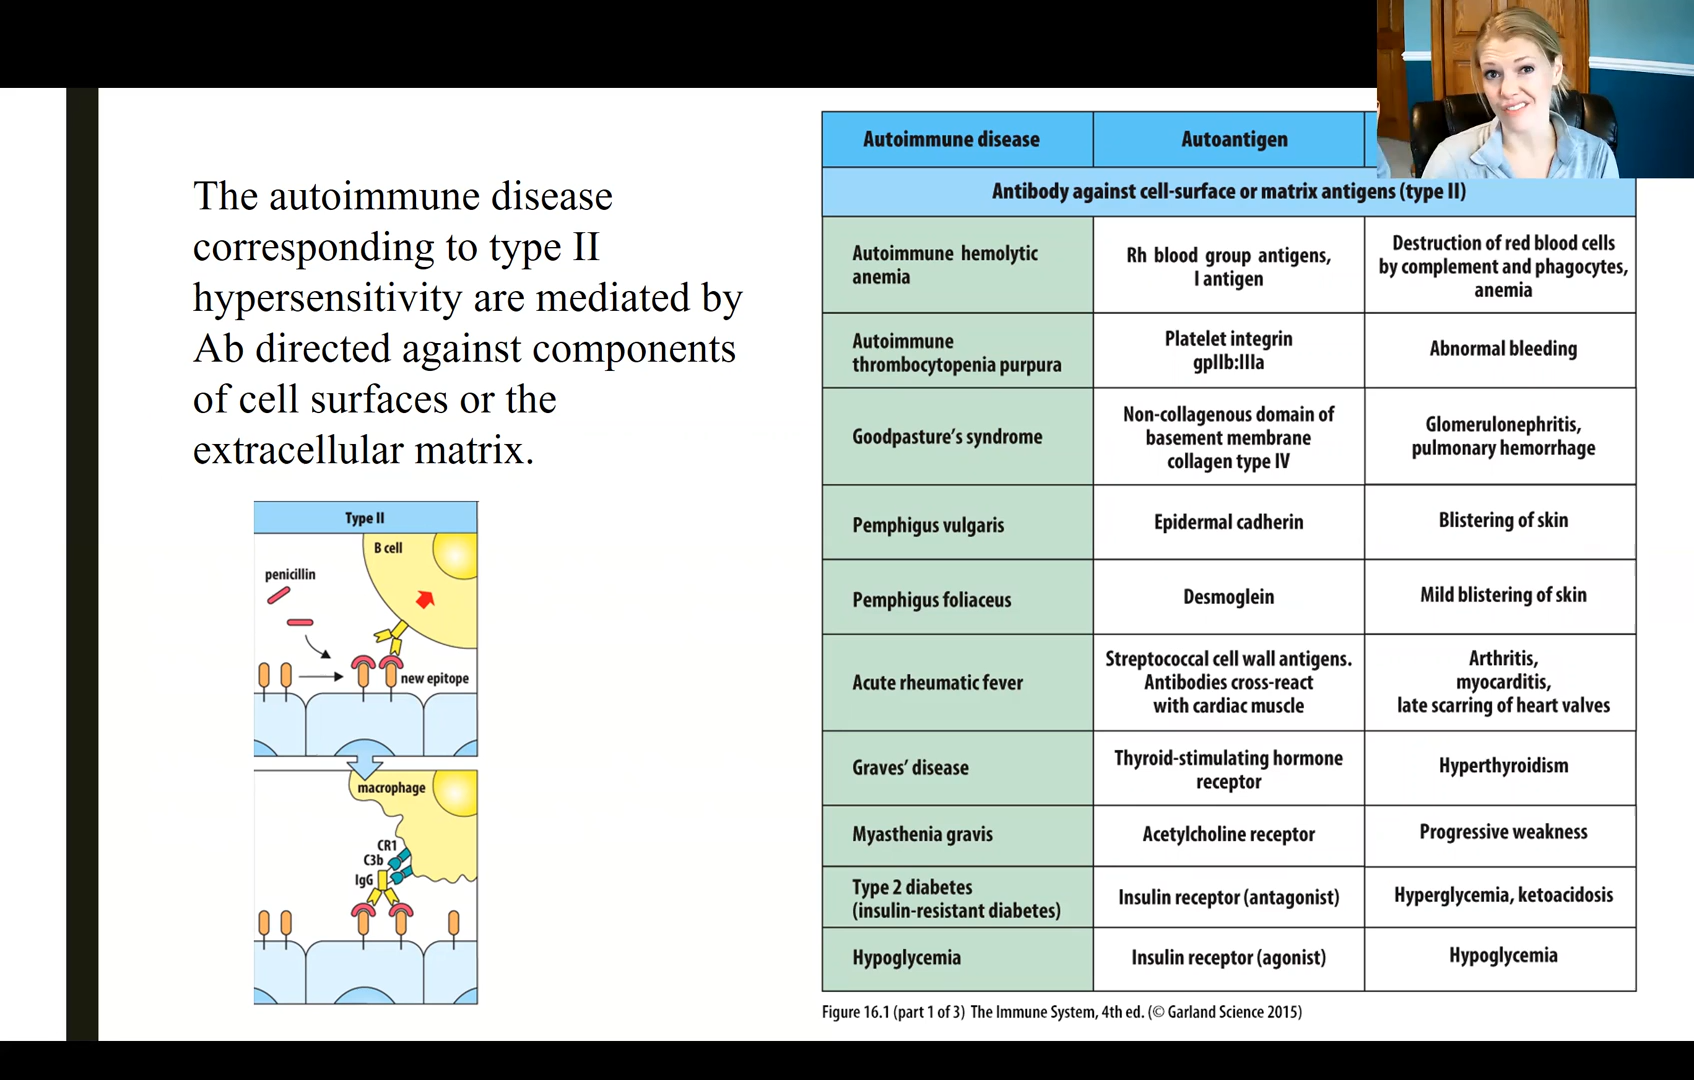 The autoimmune disease
corresponding to type II
hypersensitivity are mediated by
Ab directed against components
of cell surfaces or the
extracellular matrix.
Type II
B cell
penicillin
new epitope
macrophage
CR1
C3b
IgG
Autoimmune disease
Autoantigen
Antibody against cell-surface or matrix antigens (type II)
Autoimmune hemolytic
anemia
Rh blood group antigens,
I antigen
Destruction of red blood cells
by complement and phagocytes,
anemia
Autoimmune
thrombocytopenia purpura
Platelet integrin
gpIIb:IIIa
Abnormal bleeding
Goodpasture's syndrome
Non-collagenous domain of
basement membrane
collagen type IV
Glomerulonephritis,
pulmonary hemorrhage
Pemphigus vulgaris
Epidermal cadherin
Blistering of skin
Pemphigus foliaceus
Desmoglein
Mild blistering of skin
Acute rheumatic fever
Streptococcal cell wall antigens.
Antibodies cross-react
with cardiac muscle
Arthritis,
myocarditis,
late scarring of heart valves
Graves' disease
Thyroid-stimulating hormone
receptor
Hyperthyroidism
Myasthenia gravis
Acetylcholine receptor
Progressive weakness
Type 2 diabetes
(insulin-resistant diabetes)
Insulin receptor (antagonist)
Hyperglycemia, ketoacidosis
Hypoglycemia
Insulin receptor (agonist)
Hypoglycemia
Figure 16.1 (part 1 of 3) The Immune System, 4th ed. (© Garland Science 2015)